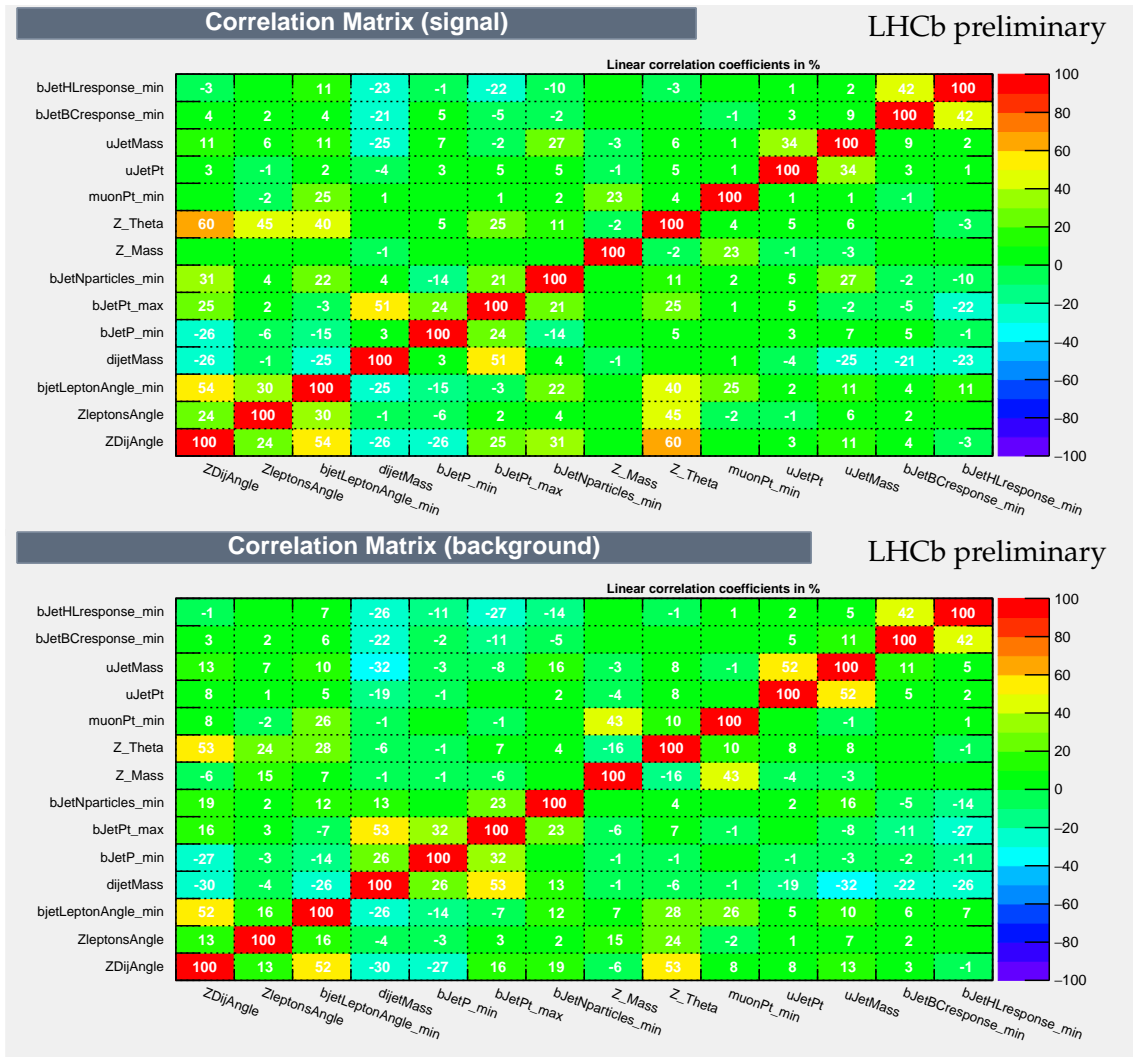 Correlation Matrix (signal)
LHCb preliminary
Linear correlation coefficients in %
bJetHLresponse_min -3 11 -23 -1 -22 -10 -3 1 2 42 100
bJetBCresponse_min 4 2 4 -21 5 -5 -2 -1 3 9 100 42
uJetMass 11 6 11 -25 7 -2 27 -3 6 1 34 100 9 2
uJetPt 3 -1 2 -4 3 5 5 -1 5 1 100 34 3 1
muonPt_min -2 25 1 1 2 23 4 100 1 1 -1
Z_Theta 60 45 40 5 25 11 -2 100 4 5 6 -3
Z_Mass -1 100 -2 23 -1 -3
bJetNparticles_min 31 4 22 4 -14 21 100 11 2 5 27 -2 -10
bJetPt_max 25 2 -3 51 24 100 21 25 1 5 -2 -5 -22
bJetP_min -26 -6 -15 3 100 24 -14 5 3 7 5 -1
dijetMass -26 -1 -25 100 3 51 4 -1 1 -4 -25 -21 -23
bjetLeptonAngle_min 54 30 100 -25 -15 -3 22 40 25 2 11 4 11
ZleptonsAngle 24 100 30 -1 -6 2 4 45 -2 -1 6 2
ZDijAngle 100 24 54 -26 -26 25 31 60 3 11 4 -3
ZDijAngle ZleptonsAngle bjetLeptonAngle_min dijetMass bJetP_min bJetPt_max bJetNparticles_min Z_Mass Z_Theta muonPt_min uJetPt uJetMass bJetBCresponse_min bJetHLresponse_min
100
80
60
40
20
0
−20
−40
−60
−80
−100
Correlation Matrix (background)
LHCb preliminary
Linear correlation coefficients in %
bJetHLresponse_min -1 7 -26 -11 -27 -14 -1 1 2 5 42 100
bJetBCresponse_min 3 2 6 -22 -2 -11 -5 5 11 100 42
uJetMass 13 7 10 -32 -3 -8 16 -3 8 -1 52 100 11 5
uJetPt 8 1 5 -19 -1 2 -4 8 100 52 5 2
muonPt_min 8 -2 26 -1 -1 43 10 100 -1 1
Z_Theta 53 24 28 -6 -1 7 4 -16 100 10 8 8 -1
Z_Mass -6 15 7 -1 -1 -6 100 -16 43 -4 -3
bJetNparticles_min 19 2 12 13 23 100 4 2 16 -5 -14
bJetPt_max 16 3 -7 53 32 100 23 -6 7 -1 -8 -11 -27
bJetP_min -27 -3 -14 26 100 32 -1 -1 -1 -3 -2 -11
dijetMass -30 -4 -26 100 26 53 13 -1 -6 -1 -19 -32 -22 -26
bjetLeptonAngle_min 52 16 100 -26 -14 -7 12 7 28 26 5 10 6 7
ZleptonsAngle 13 100 16 -4 -3 3 2 15 24 -2 1 7 2
ZDijAngle 100 13 52 -30 -27 16 19 -6 53 8 8 13 3 -1
ZDijAngle ZleptonsAngle bjetLeptonAngle_min dijetMass bJetP_min bJetPt_max bJetNparticles_min Z_Mass Z_Theta muonPt_min uJetPt uJetMass bJetBCresponse_min bJetHLresponse_min
100
80
60
40
20
0
−20
−40
−60
−80
−100